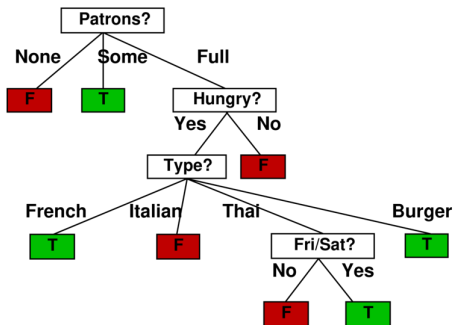 Patrons?
None Some Full
F T Hungry?
Yes No
Type? F
French Italian Thai Burger
T F Fri/Sat? T
No Yes
F T